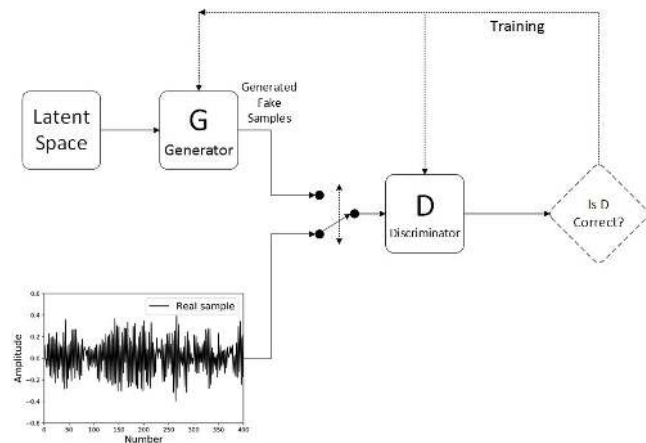 Training
Generated
Fake
Samples
Latent
Space
G
Generator
D
Discriminator
Is D
Correct?
Real sample
Amplitude
0.6
0.4
0.2
0.0
−0.2
−0.4
−0.6
0 50 100 150 200 250 300 350 400
Number